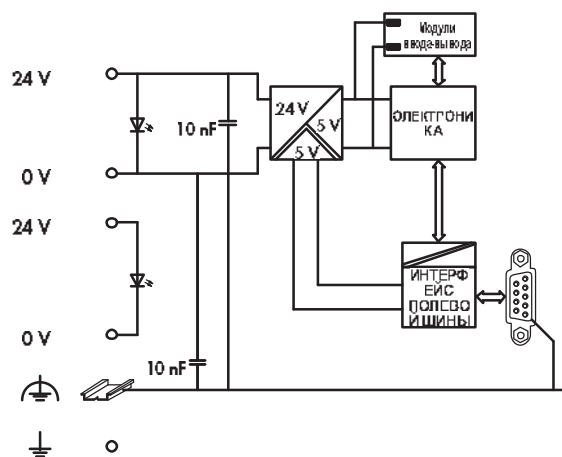 Модули
ввода-вывода
24 V
24 V
10 nF
5 V
5 V
ЭЛЕКТРОНИ
КА
0 V
24 V
ИНТЕРФ
ЕЙС
ПОЛЕВО
Й ШИНЫ
0 V
10 nF